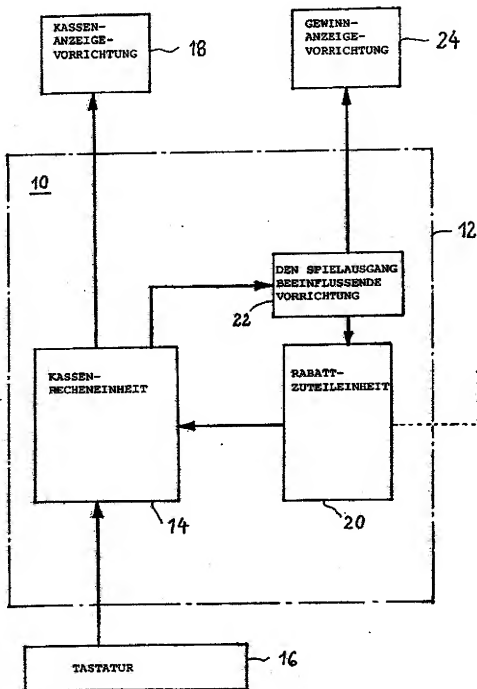 KASSEN-
ANZEIGE-
VORRICHTUNG
18
GEWINN-
ANZEIGE-
VORRICHTUNG
24
10
12
DEN SPIELAUSGANG
BEEINFLUSSENDE
VORRICHTUNG
22
KASSEN-
RECHENEINHEIT
14
RABATT-
ZUTEILEINHEIT
20
TASTATUR
16